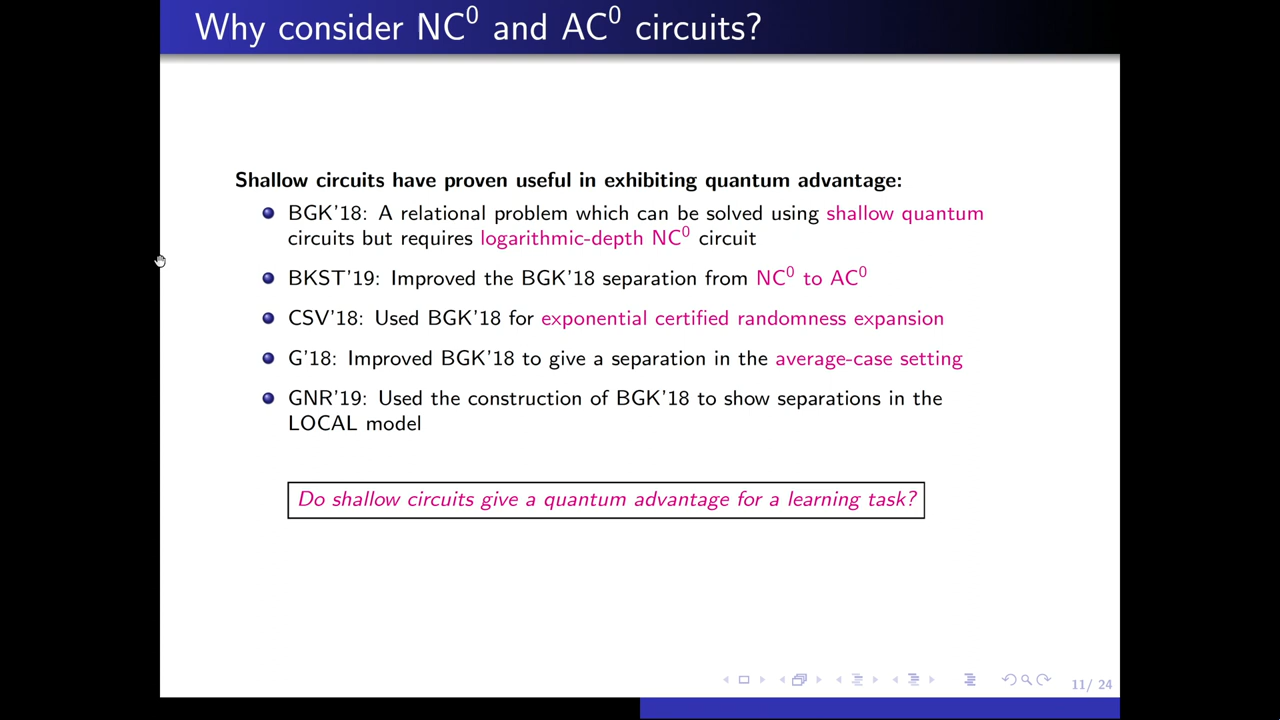 Why consider NC⁰ and AC⁰ circuits?
Shallow circuits have proven useful in exhibiting quantum advantage:
BGK'18: A relational problem which can be solved using shallow quantum
circuits but requires logarithmic-depth NC⁰ circuit
BKST'19: Improved the BGK'18 separation from NC⁰ to AC⁰
CSV'18: Used BGK'18 for exponential certified randomness expansion
G'18: Improved BGK'18 to give a separation in the average-case setting
GNR'19: Used the construction of BGK'18 to show separations in the
LOCAL model
Do shallow circuits give a quantum advantage for a learning task?
11/ 24